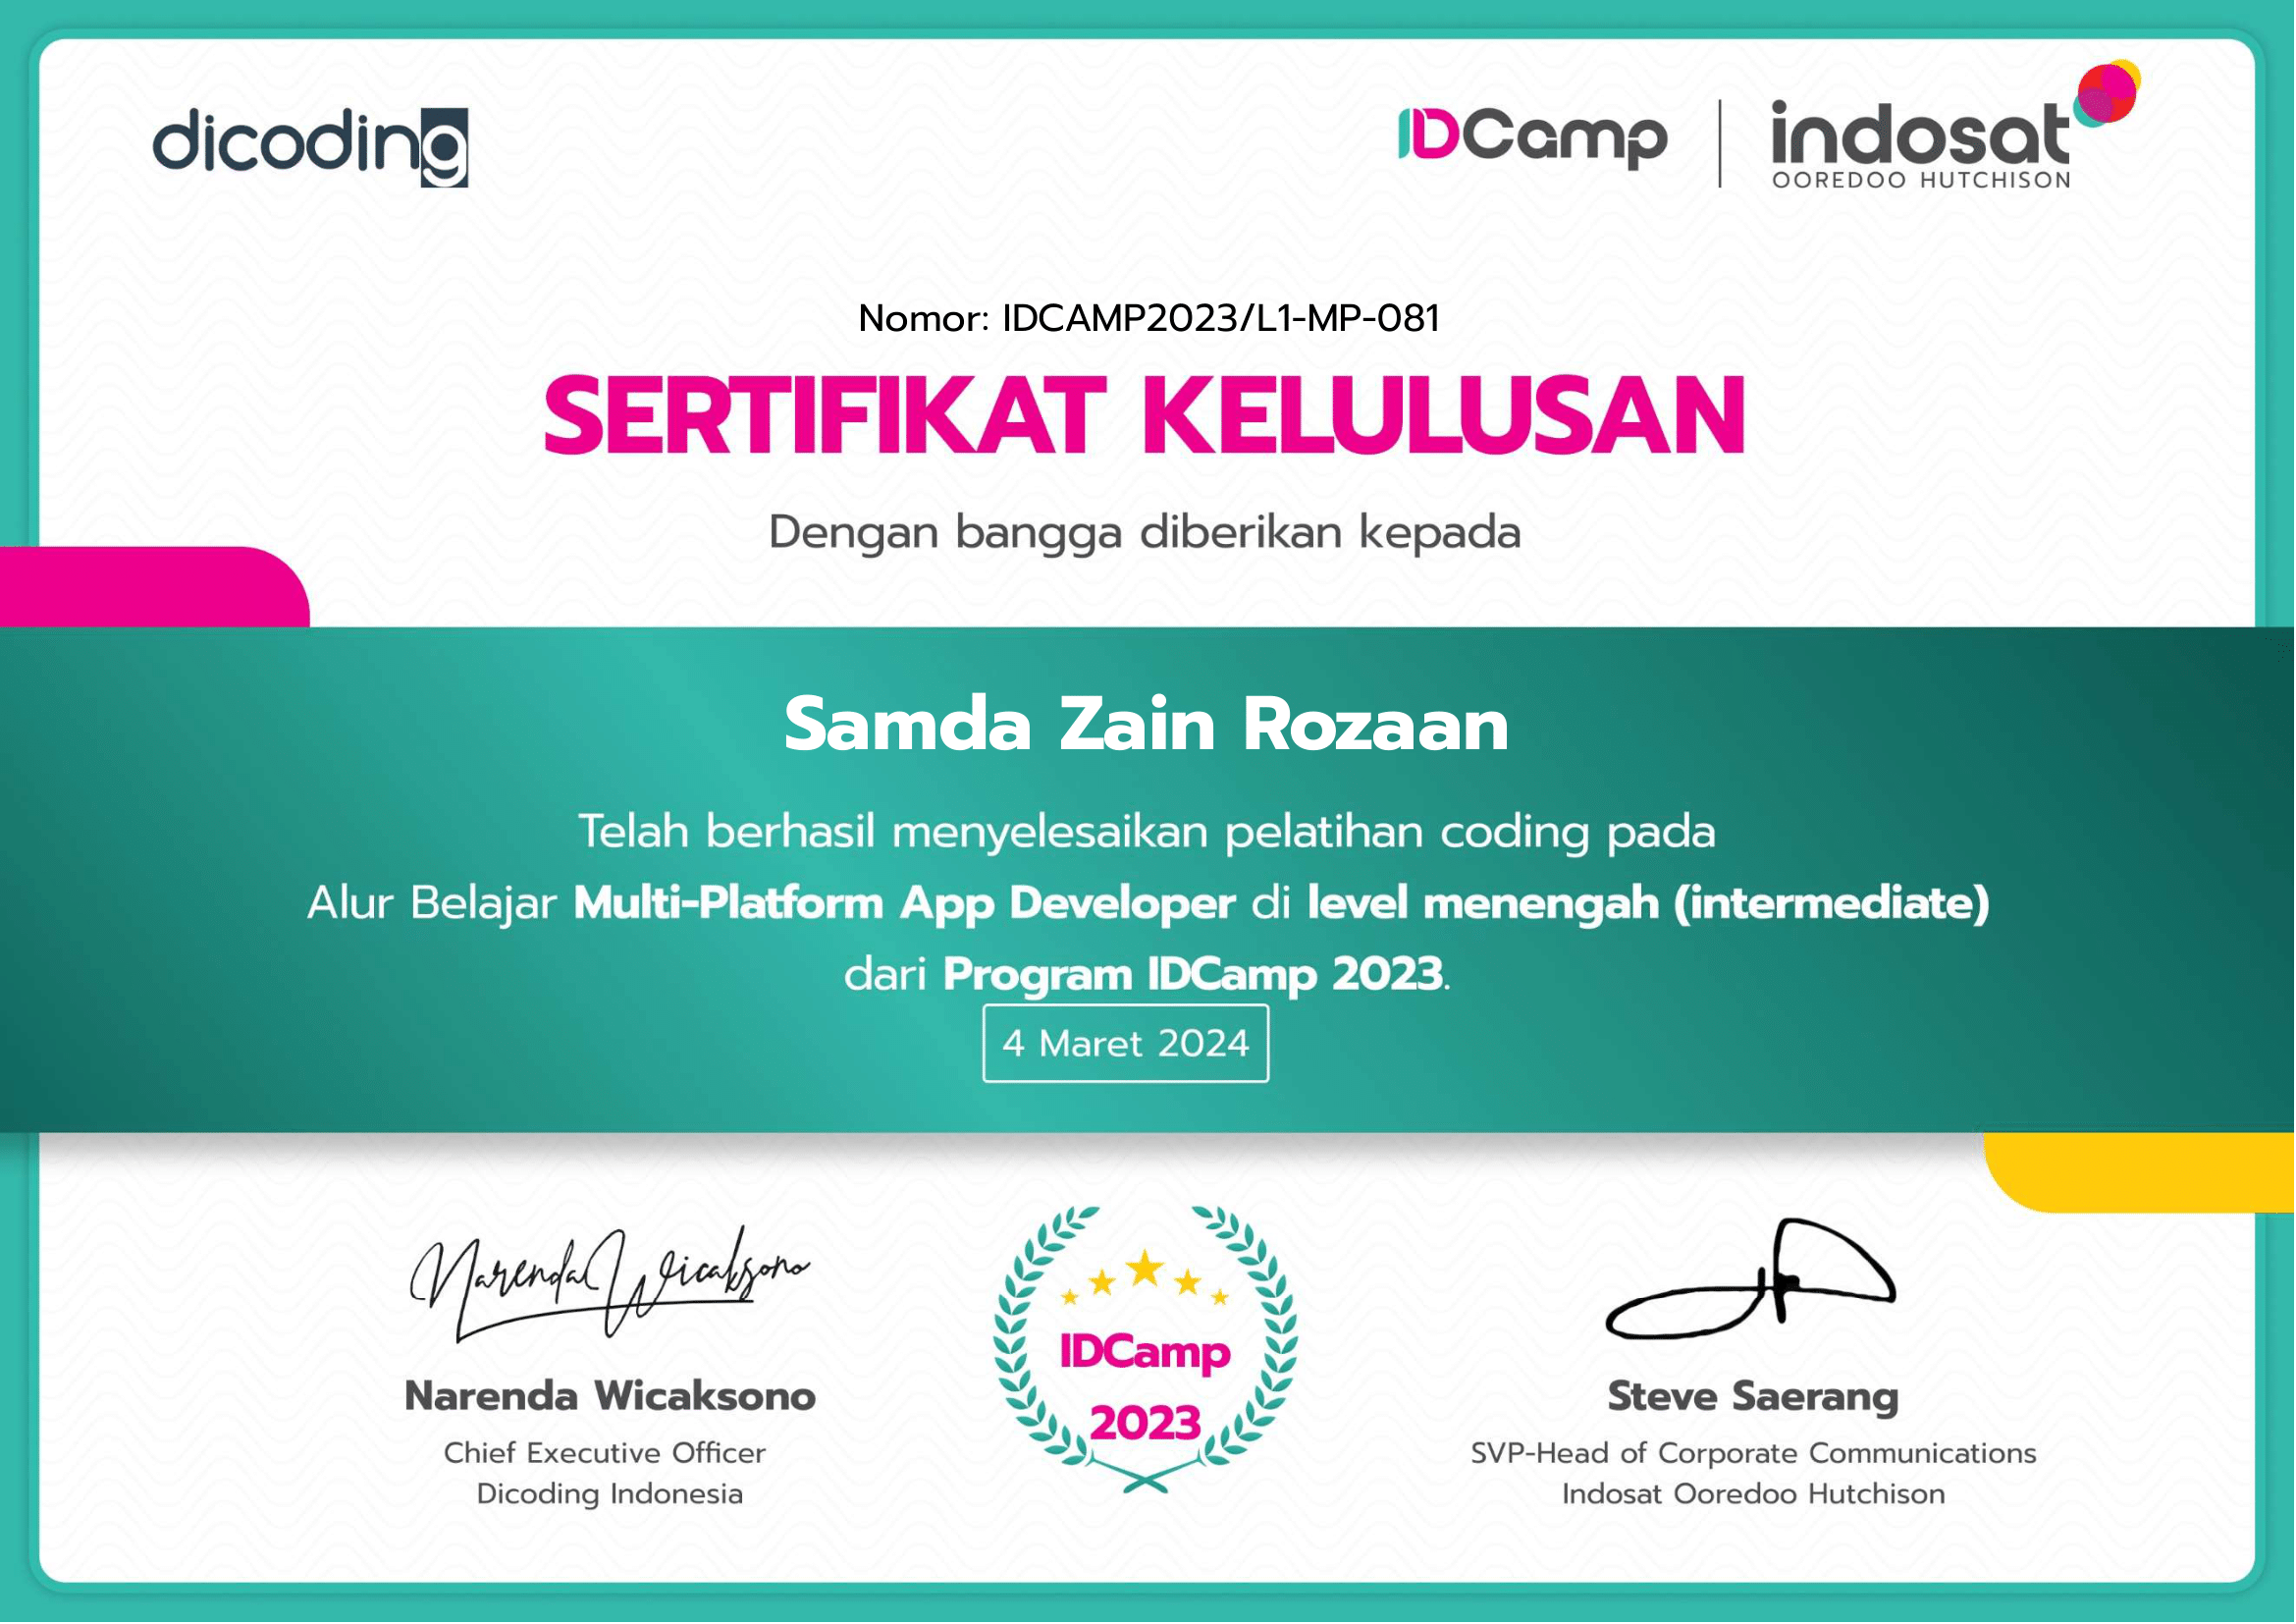 dicoding
IDCamp
indosat
OOREDOO HUTCHISON
Nomor: IDCAMP2023/L1-MP-081
SERTIFIKAT KELULUSAN
Dengan bangga diberikan kepada
Samda Zain Rozaan
Telah berhasil menyelesaikan pelatihan coding pada
Alur Belajar Multi-Platform App Developer di level menengah (intermediate)
dari Program IDCamp 2023.
4 Maret 2024
Narenda Wicaksono
Narenda Wicaksono
Chief Executive Officer
Dicoding Indonesia
IDCamp
2023
Steve Saerang
SVP-Head of Corporate Communications
Indosat Ooredoo Hutchison